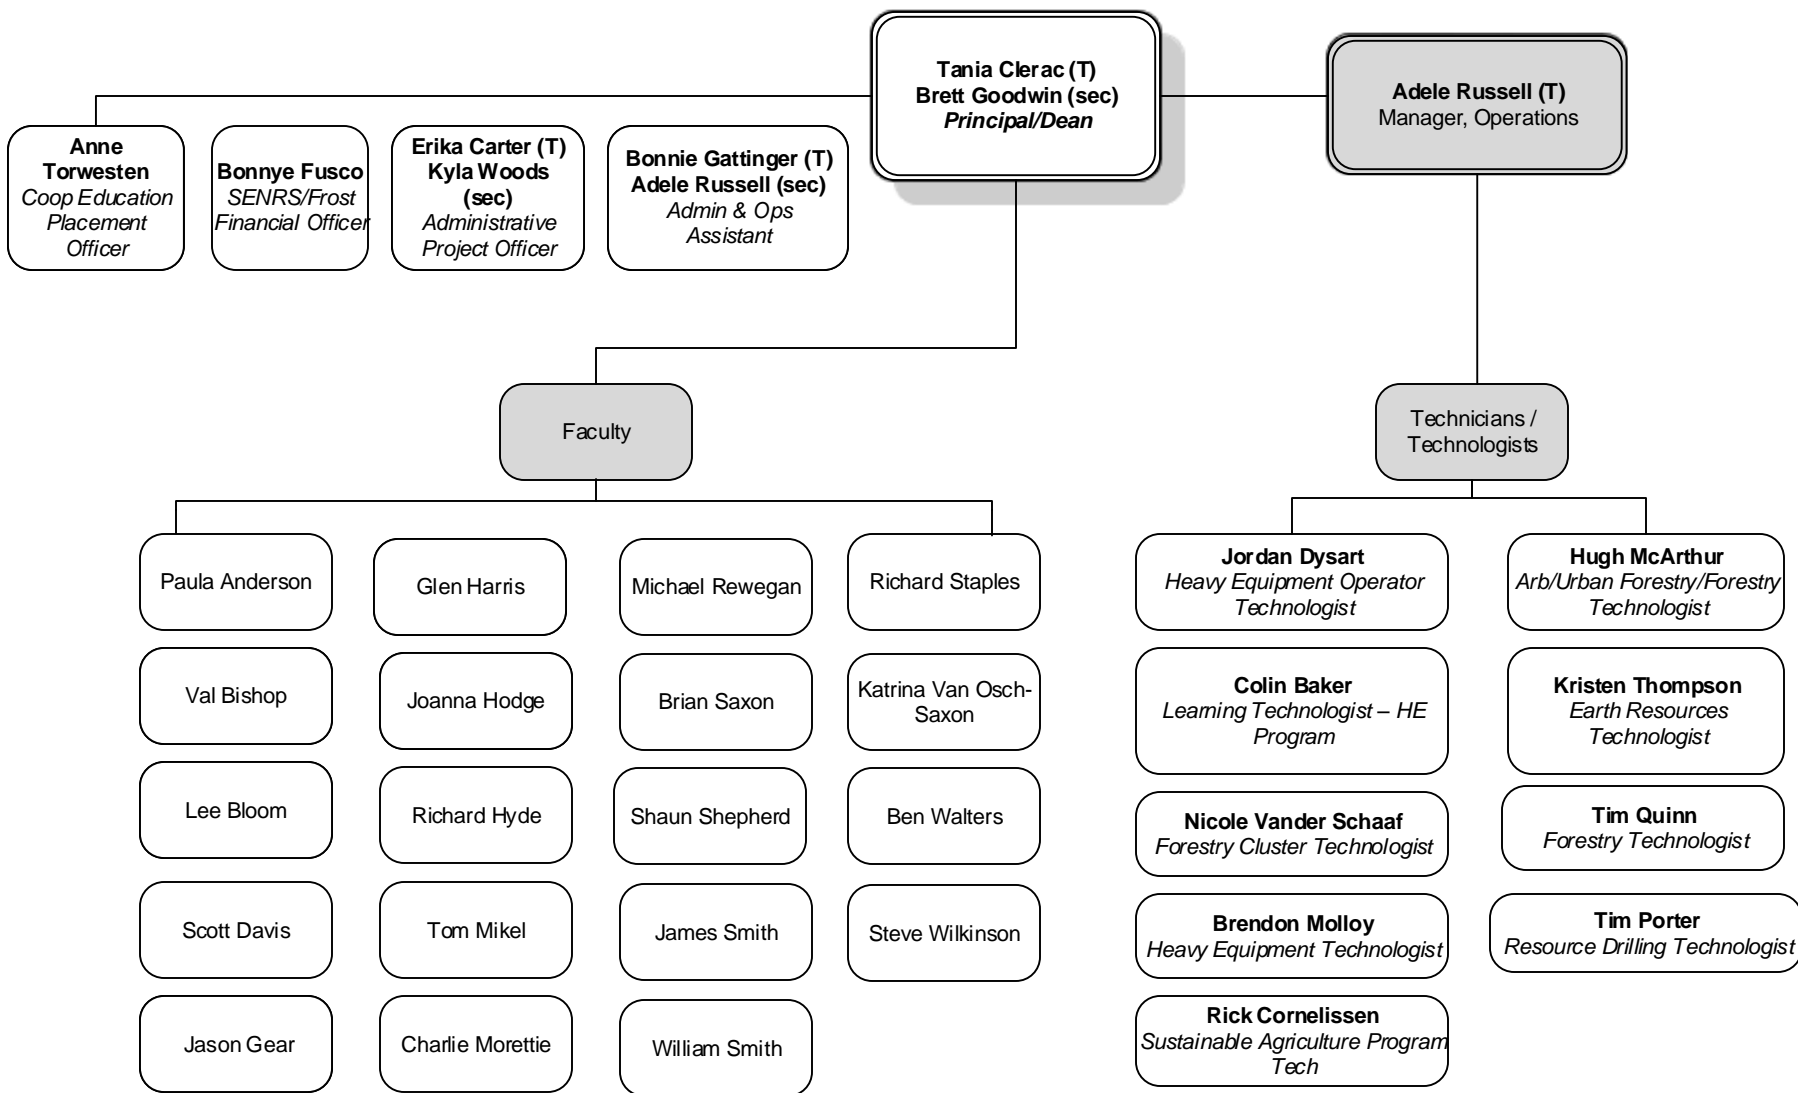 Tania Clerac (T)
Brett Goodwin (sec)
Principal/Dean
Adele Russell (T)
Manager, Operations
Anne
Torwesten
Coop Education
Placement
Officer
Bonnye Fusco
SENRS/Frost
Financial Officer
Erika Carter (T)
Kyla Woods
(sec)
Administrative
Project Officer
Bonnie Gattinger (T)
Adele Russell (sec)
Admin & Ops
Assistant
Faculty
Technicians /
Technologists
Paula Anderson
Glen Harris
Michael Rewegan
Richard Staples
Val Bishop
Joanna Hodge
Brian Saxon
Katrina Van Osch-
Saxon
Lee Bloom
Richard Hyde
Shaun Shepherd
Ben Walters
Scott Davis
Tom Mikel
James Smith
Steve Wilkinson
Jason Gear
Charlie Morettie
William Smith
Jordan Dysart
Heavy Equipment Operator
Technologist
Hugh McArthur
Arb/Urban Forestry/Forestry
Technologist
Colin Baker
Learning Technologist – HE
Program
Kristen Thompson
Earth Resources
Technologist
Nicole Vander Schaaf
Forestry Cluster Technologist
Tim Quinn
Forestry Technologist
Brendon Molloy
Heavy Equipment Technologist
Tim Porter
Resource Drilling Technologist
Rick Cornelissen
Sustainable Agriculture Program
Tech